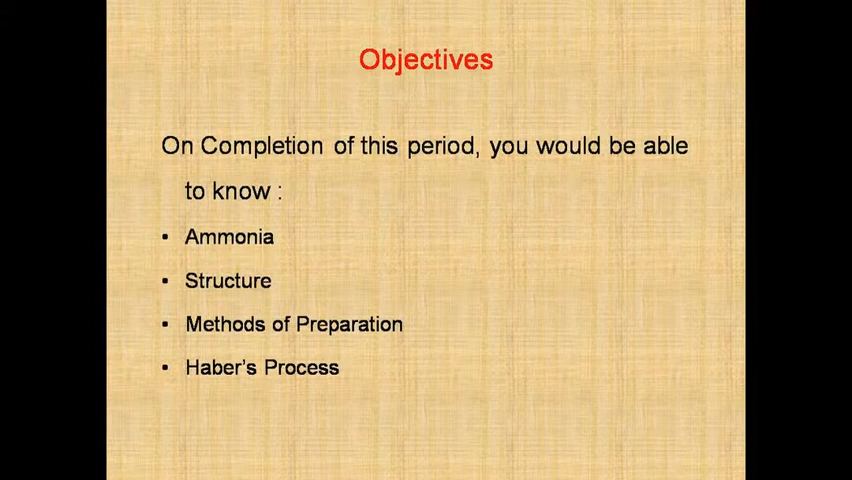 Objectives
On Completion of this period, you would be able
to know :
• Ammonia
• Structure
• Methods of Preparation
• Haber's Process